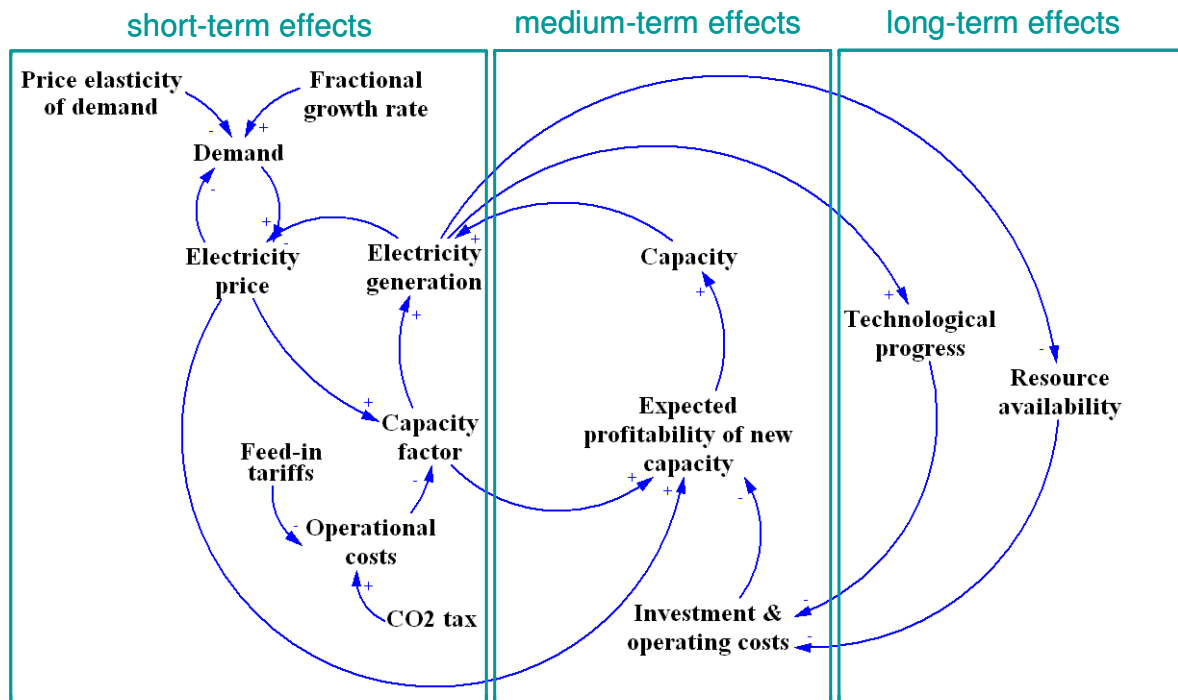 short-term effects
medium-term effects
long-term effects
Price elasticity
of demand
Fractional
growth rate
-
+
Demand
-
+
-
Electricity
price
Electricity
generation
+
Capacity
+
+
+
Technological
progress
-
Resource
availability
+
Capacity
factor
Expected
profitability of new
capacity
Feed-in
tariffs
-
+
+
-
-
Operational
costs
+
CO2 tax
Investment &
operating costs
-
-